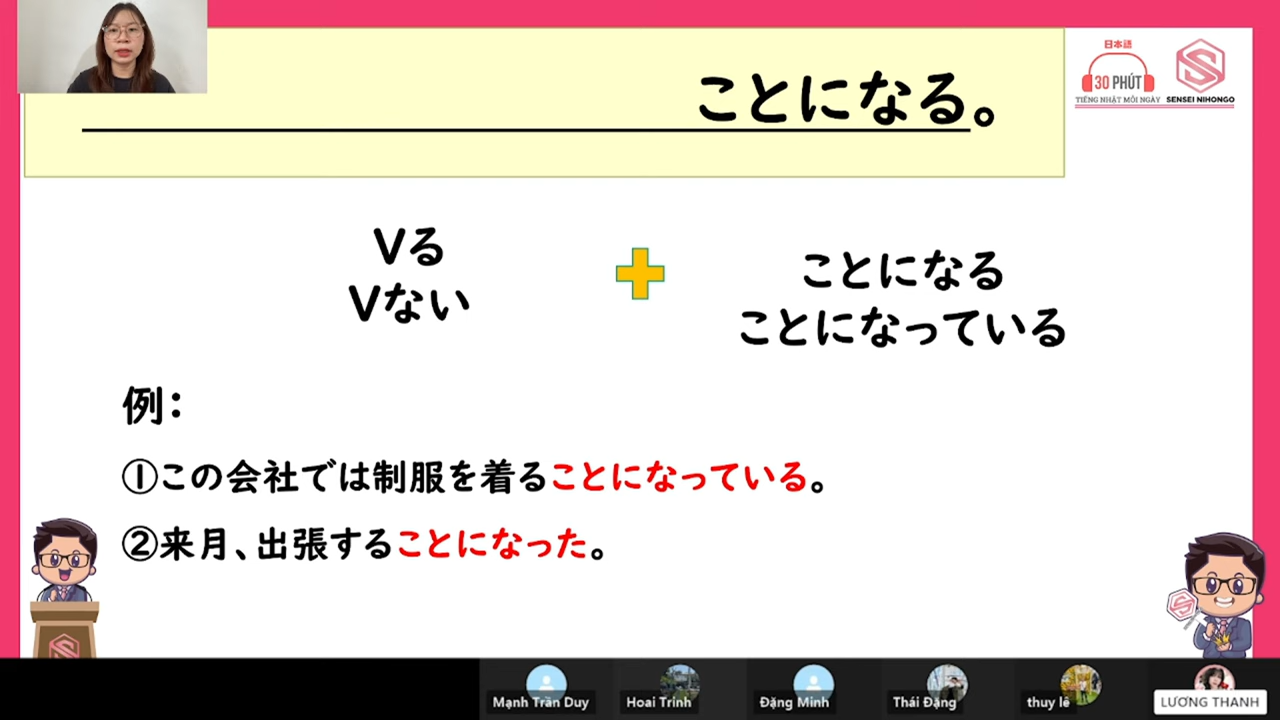 ことになる。
日本語
30 PHÚT
TIẾNG NHẬT MỖI NGÀY
SENSEI NIHONGO
Vる
Vない
ことになる
ことになっている
例：
①この会社では制服を着ることになっている。
②来月、出張することになった。
Mạnh Trần Duy
Hoai Trinh
Đặng Minh
Thái Đặng
thuy lê
LƯƠNG THANH